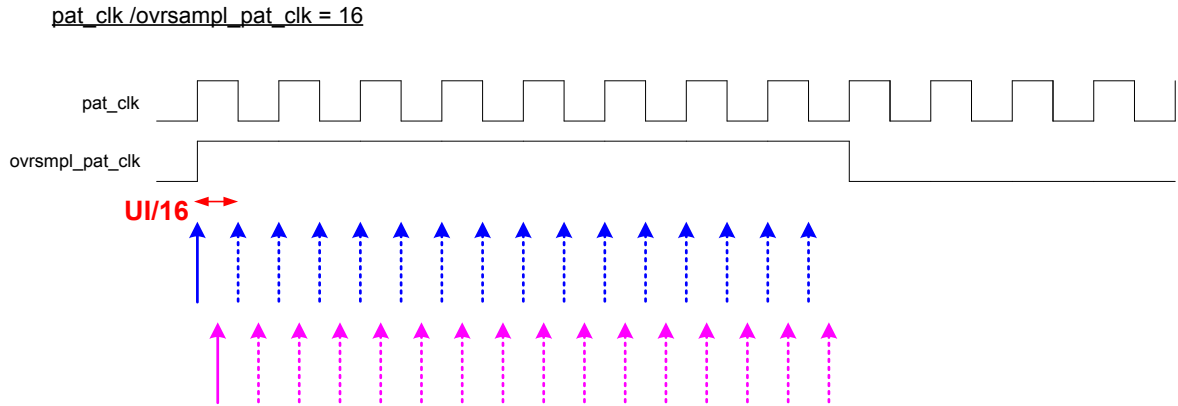 pat_clk /ovrsampl_pat_clk = 16
pat_clk
ovrsmpl_pat_clk
UI/16